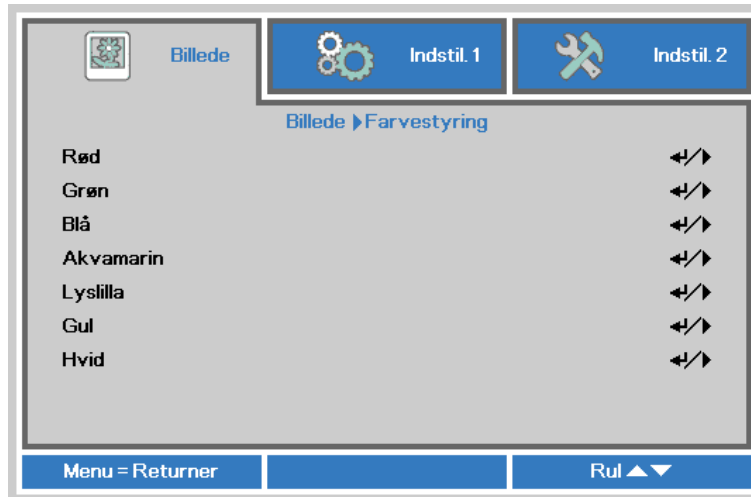 Billede Indstil. 1 Indstil. 2
Billede Farvestyring
Rød
Grøn
Blå
Akvamarin
Lyslilla
Gul
Hvid
Menu = Returner Rul